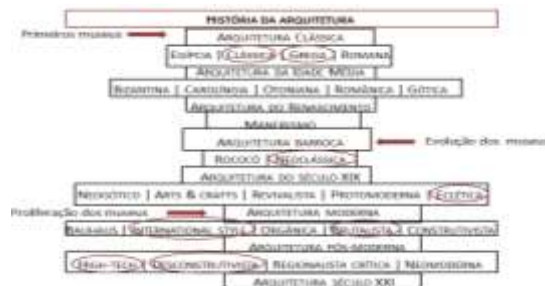 HISTÓRIA DA ARQUITETURA
Primeiros museus
ARQUITETURA CLÁSSICA
EGÍPCIA | CLÁSSICA | GREGA | ROMANA
ARQUITETURA DA IDADE MÉDIA
BIZANTINA | CAROLÍNGIA | OTONIANA | ROMÂNICA | GÓTICA
ARQUITETURA DO RENASCIMENTO
MANEIRISMO
ARQUITETURA BARROCA
Evolução dos museus
ROCOCÓ | NEOCLÁSSICA
ARQUITETURA DO SÉCULO XIX
NEOGÓTICO | ARTS & CRAFTS | REVIVALISTA | PROTOMODERNA | ECLÉTICA
Proliferação dos museus
ARQUITETURA MODERNA
BAUHAUS | INTERNATIONAL STYLE | ORGÂNICA | BRUTALISTA | CONSTRUTIVISTA
ARQUITETURA PÓS-MODERNA
HIGH-TECH | DESCONSTRUTIVISTA | REGIONALISTA CRÍTICA | NEOMODERNA
ARQUITETURA SÉCULO XXI